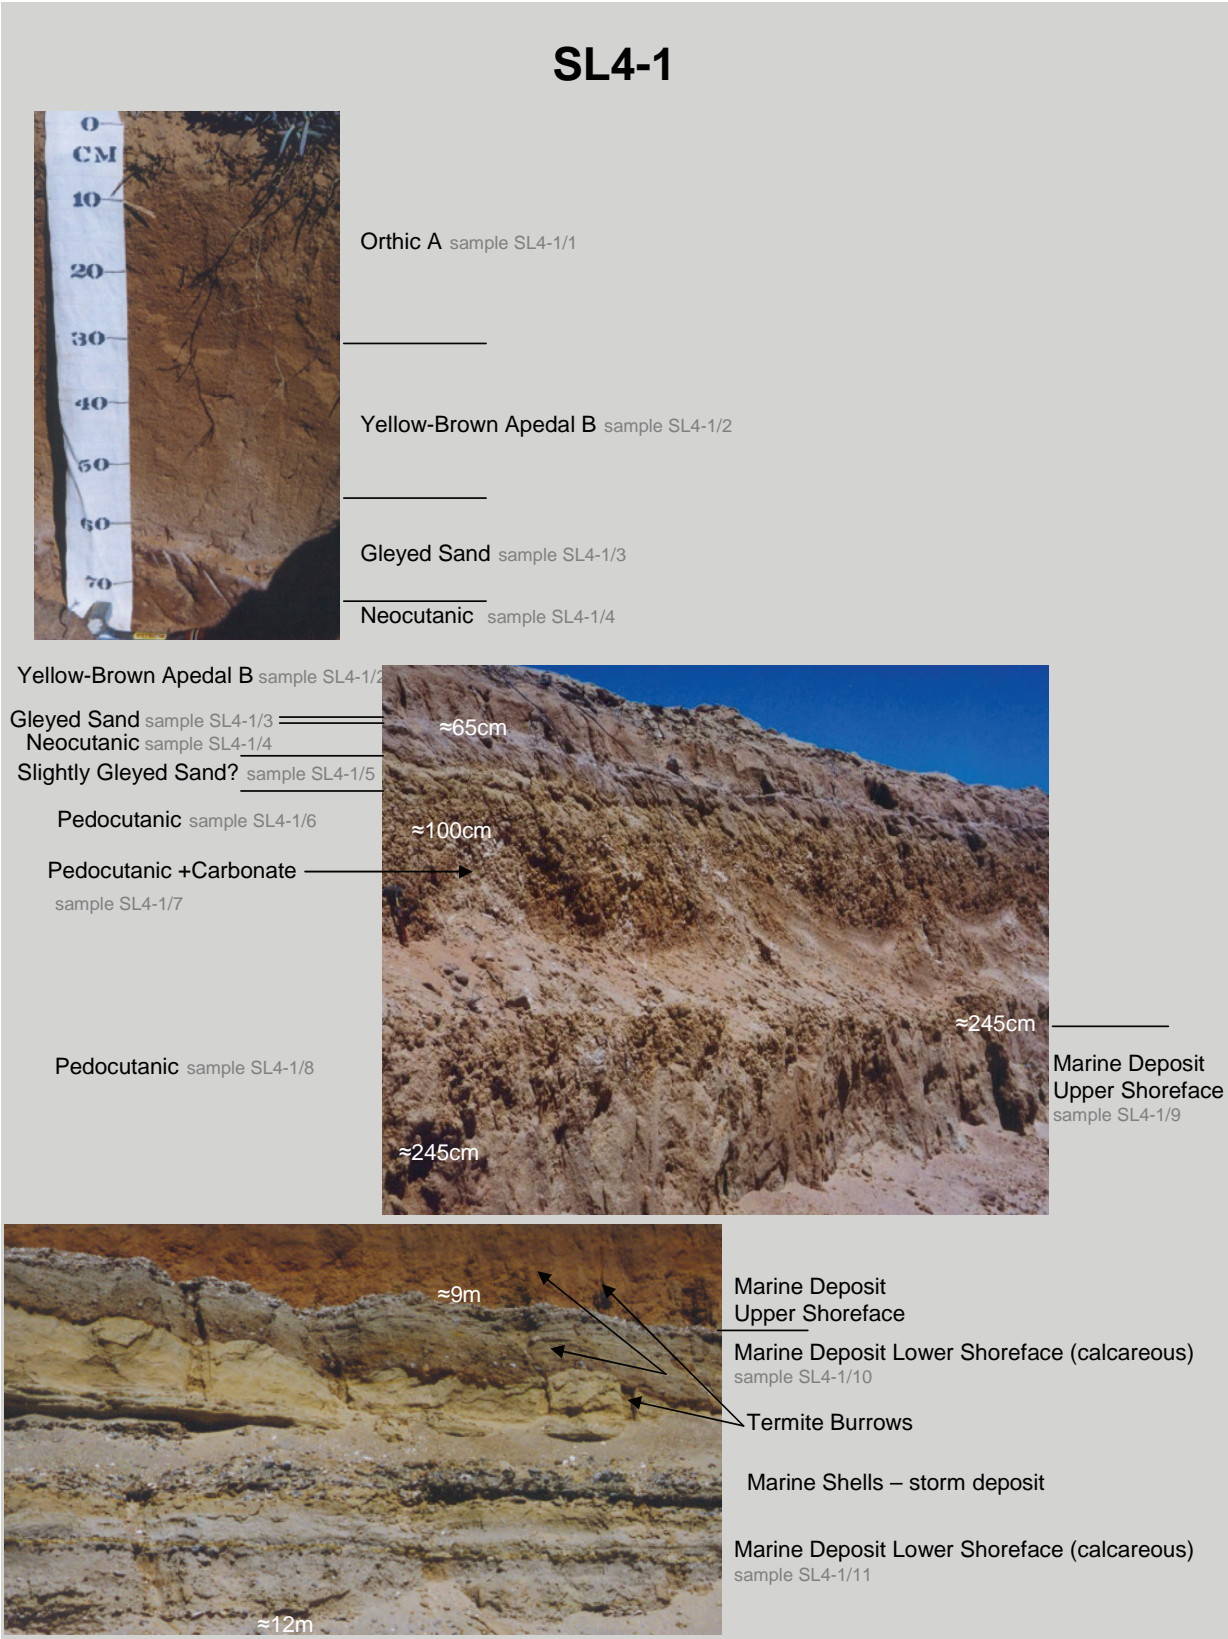 SL4-1
0
CM
10
20
30
40
50
60
70
Orthic A sample SL4-1/1
Yellow-Brown Apedal B sample SL4-1/2
Gleyed Sand sample SL4-1/3
Neocutanic sample SL4-1/4
Yellow-Brown Apedal B sample SL4-1/2
Gleyed Sand sample SL4-1/3
Neocutanic sample SL4-1/4
Slightly Gleyed Sand? sample SL4-1/5
Pedocutanic sample SL4-1/6
Pedocutanic +Carbonate
sample SL4-1/7
Pedocutanic sample SL4-1/8
≈65cm
≈100cm
≈245cm
≈245cm
Marine Deposit
Upper Shoreface
sample SL4-1/9
≈9m
≈12m
Marine Deposit
Upper Shoreface
Marine Deposit Lower Shoreface (calcareous)
sample SL4-1/10
Termite Burrows
Marine Shells – storm deposit
Marine Deposit Lower Shoreface (calcareous)
sample SL4-1/11